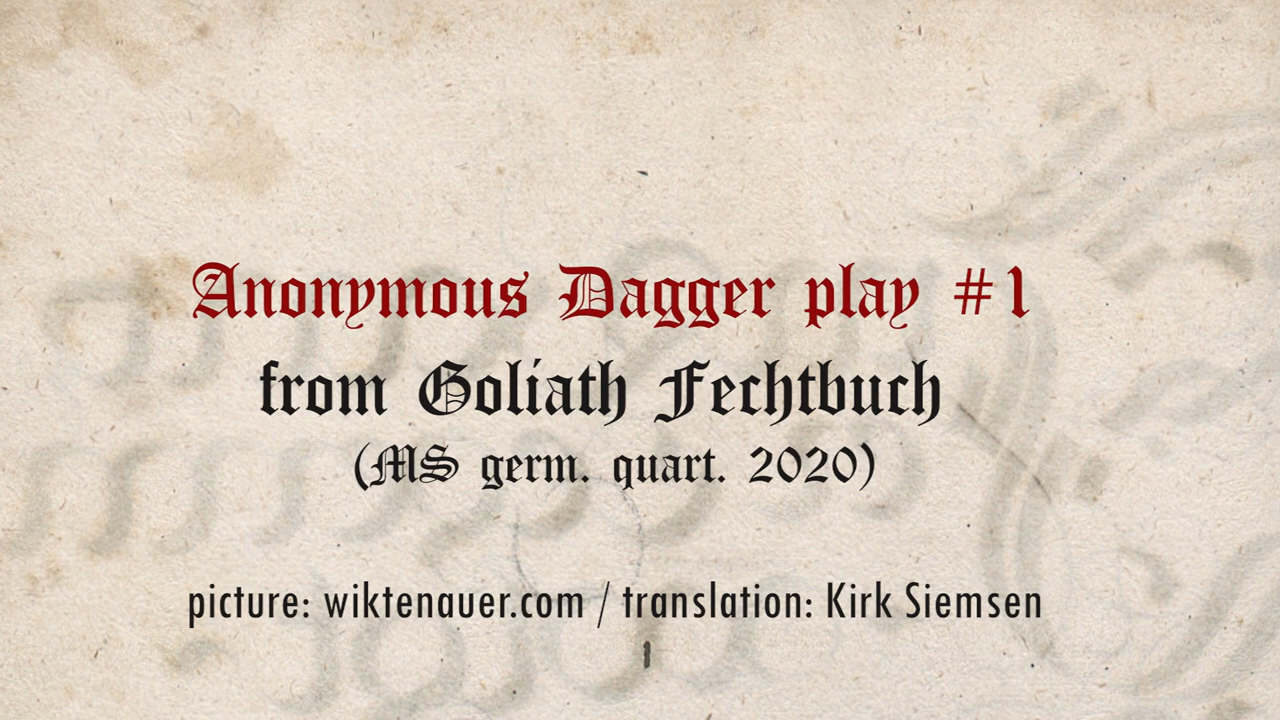 Anonymous Dagger play #1
from Goliath Fechtbuch
(MS germ. quart. 2020)
picture: wiktenauer.com / translation: Kirk Siemsen